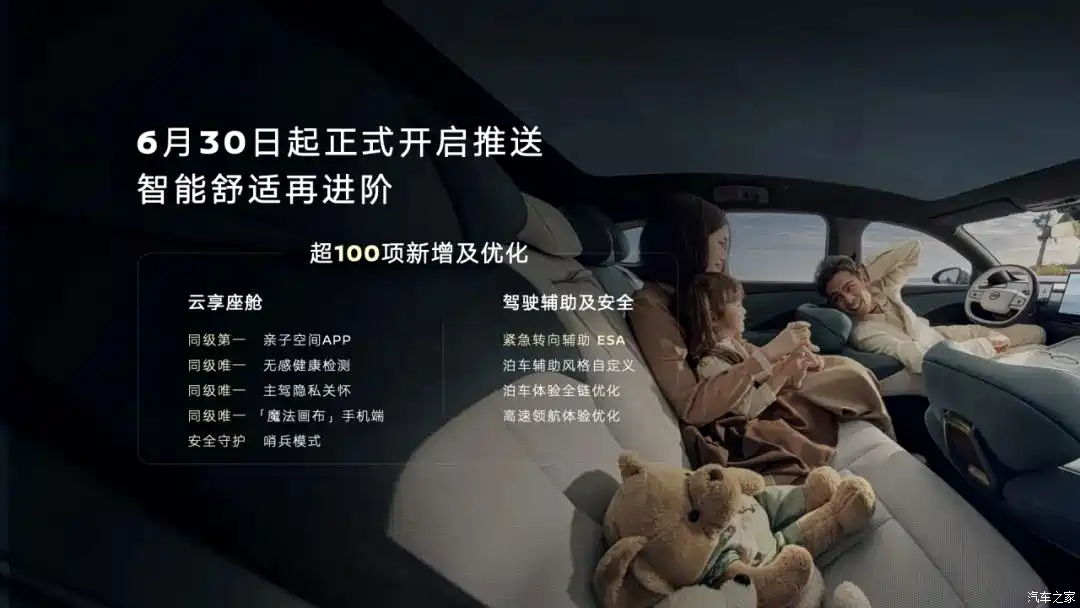 6月30日起正式开启推送
智能舒适再进阶
超100项新增及优化
云享座舱
同级第一 亲子空间APP
同级唯一 无感健康检测
同级唯一 主驾隐私关怀
同级唯一 「魔法画布」手机端
安全守护 哨兵模式
驾驶辅助及安全
紧急转向辅助 ESA
泊车辅助风格自定义
泊车体验全链优化
高速领航体验优化
汽车之家